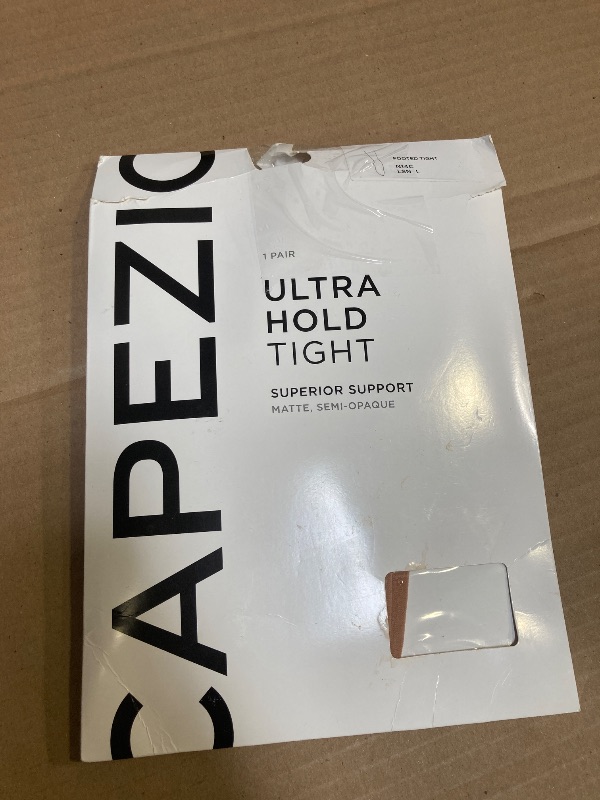 CAPEZIO
FOOTED TIGHT
1 PAIR
ULTRA
HOLD
TIGHT
SUPERIOR SUPPORT
MATTE, SEMI-OPAQUE